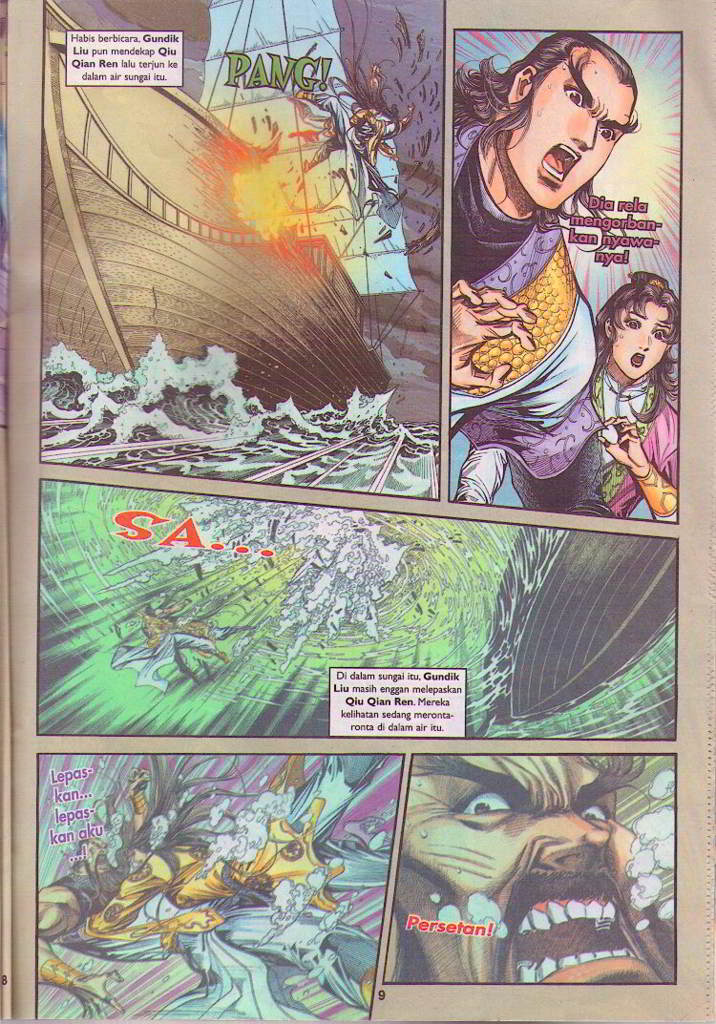 Habis berbicara, Gundik
Liu pun mendekap Qiu
Qian Ren lalu terjun ke
dalam air sungai itu.
PANG!
Dia rela
mengorban-
kan nyawa-
nya!
SA...
Di dalam sungai itu, Gundik
Liu masih enggan melepaskan
Qiu Qian Ren. Mereka
kelihatan sedang meronta-
ronta di dalam air itu.
Lepas-
kan...
lepas-
kan aku
...!
Persetan!
8
9